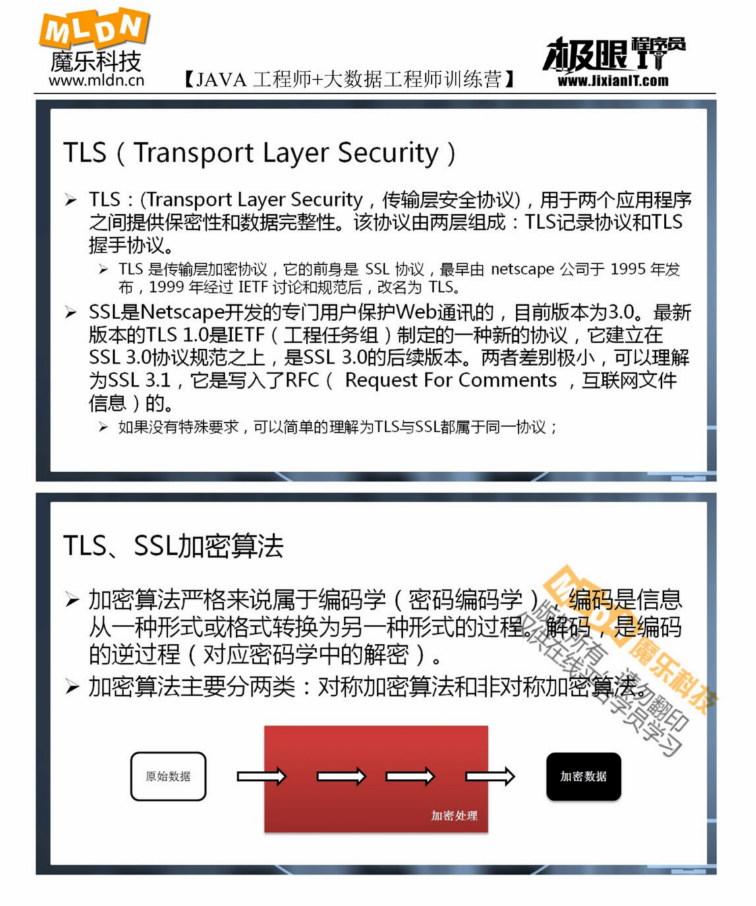 MLDN
魔乐科技
www.mldn.cn
【JAVA 工程师+大数据工程师训练营】
极限IT 程序员
www.JixianIT.com
TLS（Transport Layer Security）
➢ TLS：(Transport Layer Security，传输层安全协议)，用于两个应用程序
之间提供保密性和数据完整性。该协议由两层组成：TLS记录协议和TLS
握手协议。
➢ TLS 是传输层加密协议，它的前身是 SSL 协议，最早由 netscape 公司于 1995 年发
布，1999 年经过 IETF 讨论和规范后，改名为 TLS。
➢ SSL是Netscape开发的专门用户保护Web通讯的，目前版本为3.0。最新
版本的TLS 1.0是IETF（工程任务组）制定的一种新的协议，它建立在
SSL 3.0协议规范之上，是SSL 3.0的后续版本。两者差别极小，可以理解
为SSL 3.1，它是写入了RFC（ Request For Comments ，互联网文件
信息）的。
➢ 如果没有特殊要求，可以简单的理解为TLS与SSL都属于同一协议；
TLS、SSL加密算法
➢ 加密算法严格来说属于编码学（密码编码学），编码是信息
从一种形式或格式转换为另一种形式的过程。解码，是编码
的逆过程（对应密码学中的解密）。
➢ 加密算法主要分两类：对称加密算法和非对称加密算法。
MLDN 魔乐科技
版权所有，请勿翻印
学员学习
原始数据
加密处理
加密数据